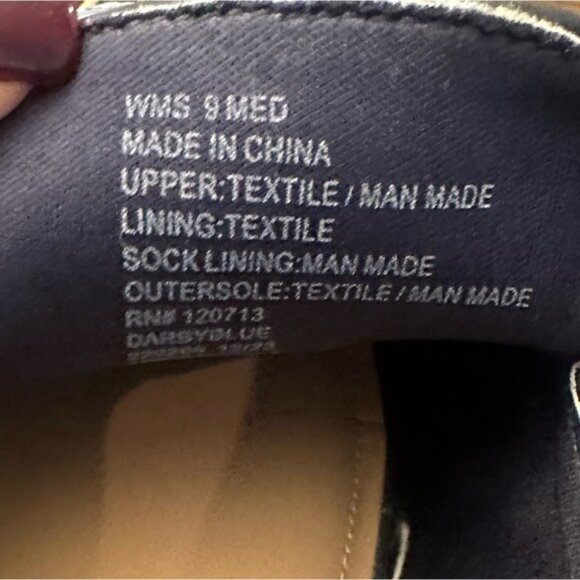 WMS 9 MED
MADE IN CHINA
UPPER:TEXTILE / MAN MADE
LINING:TEXTILE
SOCK LINING:MAN MADE
OUTERSOLE:TEXTILE / MAN MADE
RN# 120713
DARBYBLUE